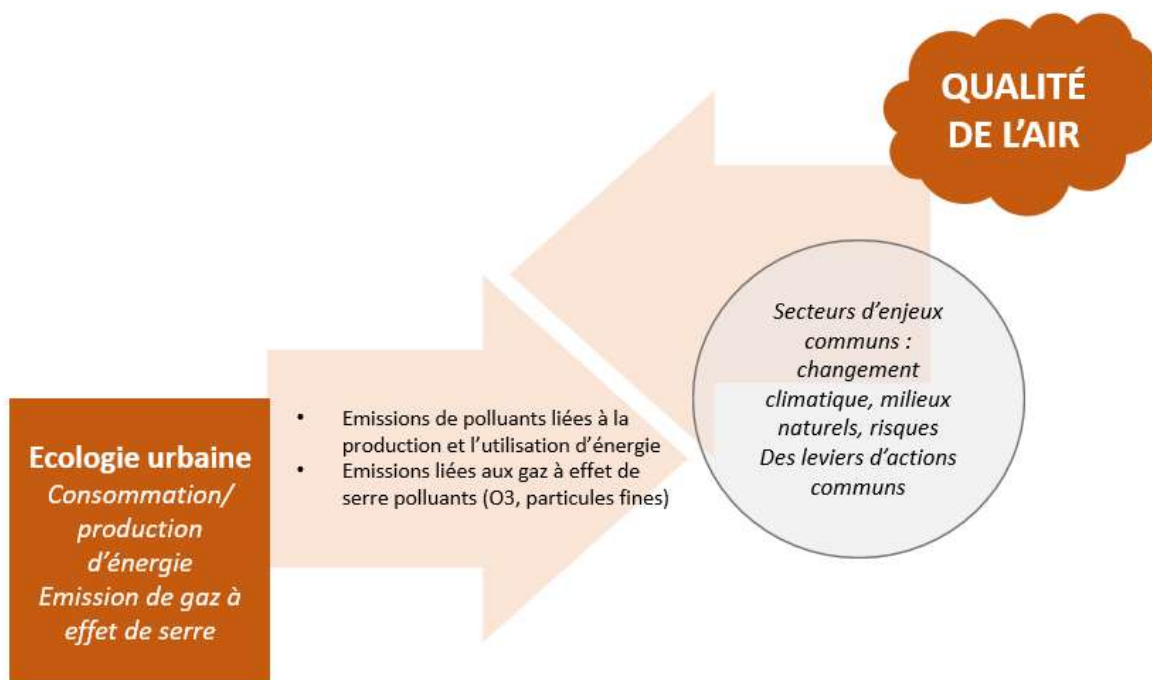 QUALITÉ
DE L’AIR
Secteurs d’enjeux
communs :
changement
climatique, milieux
naturels, risques
Des leviers d’actions
communs
• Emissions de polluants liées à la
production et l’utilisation d’énergie
• Emissions liées aux gaz à effet de
serre polluants (O3, particules fines)
Ecologie urbaine
Consommation/
production
d’énergie
Emission de gaz à
effet de serre